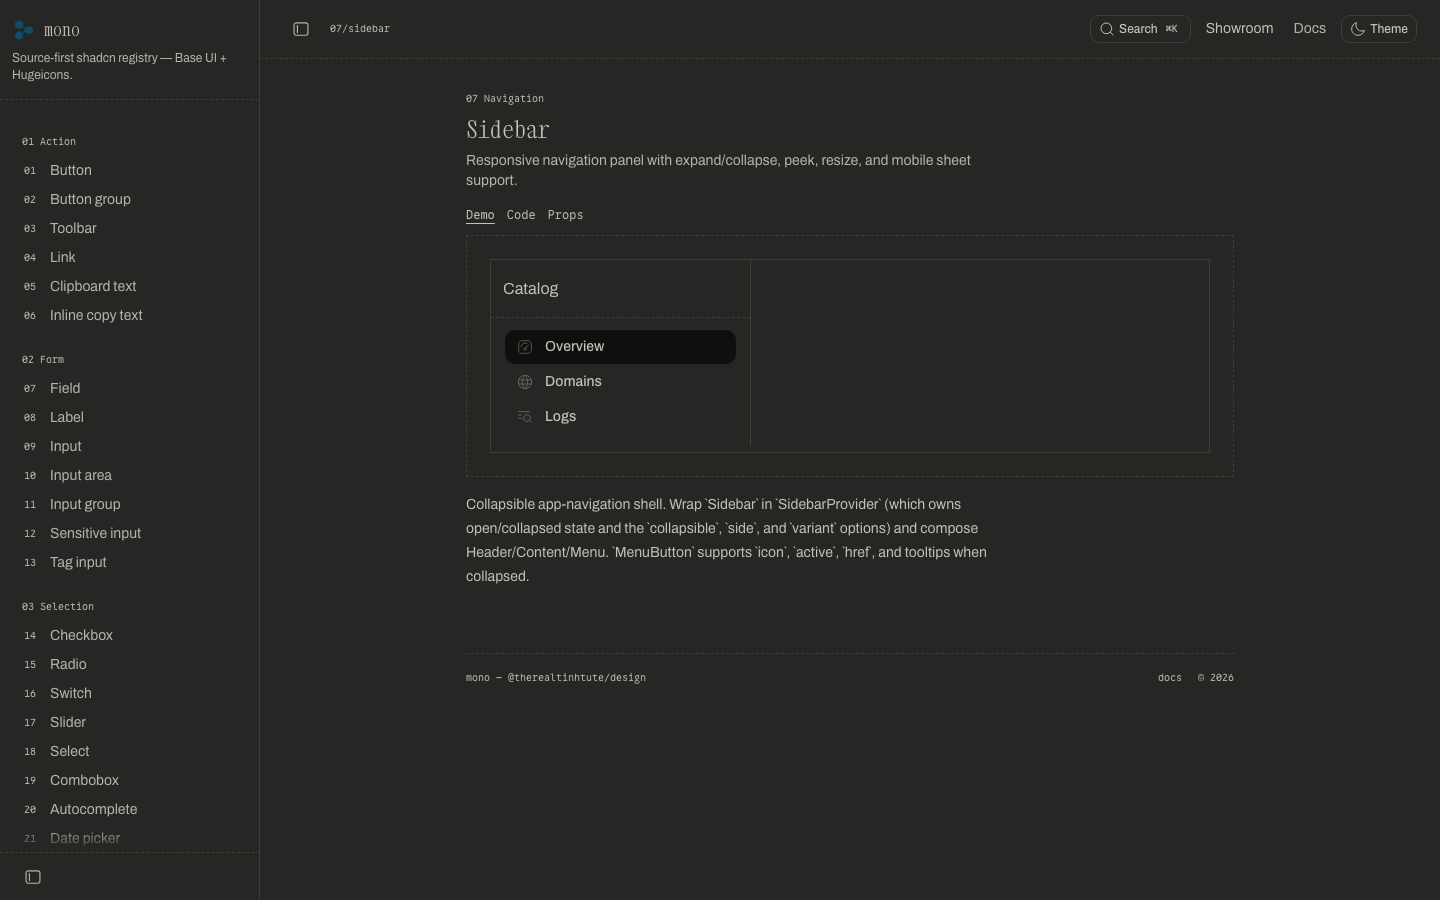 mono
Source-first shadcn registry — Base UI +
Hugeicons.
01 Action
01 Button
02 Button group
03 Toolbar
04 Link
05 Clipboard text
06 Inline copy text
02 Form
07 Field
08 Label
09 Input
10 Input area
11 Input group
12 Sensitive input
13 Tag input
03 Selection
14 Checkbox
15 Radio
16 Switch
17 Slider
18 Select
19 Combobox
20 Autocomplete
21 Date picker
07/sidebar
Search ⌘K
Showroom
Docs
Theme
07 Navigation
Sidebar
Responsive navigation panel with expand/collapse, peek, resize, and mobile sheet
support.
Demo Code Props
Catalog
Overview
Domains
Logs
Collapsible app-navigation shell. Wrap `Sidebar` in `SidebarProvider` (which owns
open/collapsed state and the `collapsible`, `side`, and `variant` options) and compose
Header/Content/Menu. `MenuButton` supports `icon`, `active`, `href`, and tooltips when
collapsed.
mono — @therealtinhtute/design
docs © 2026